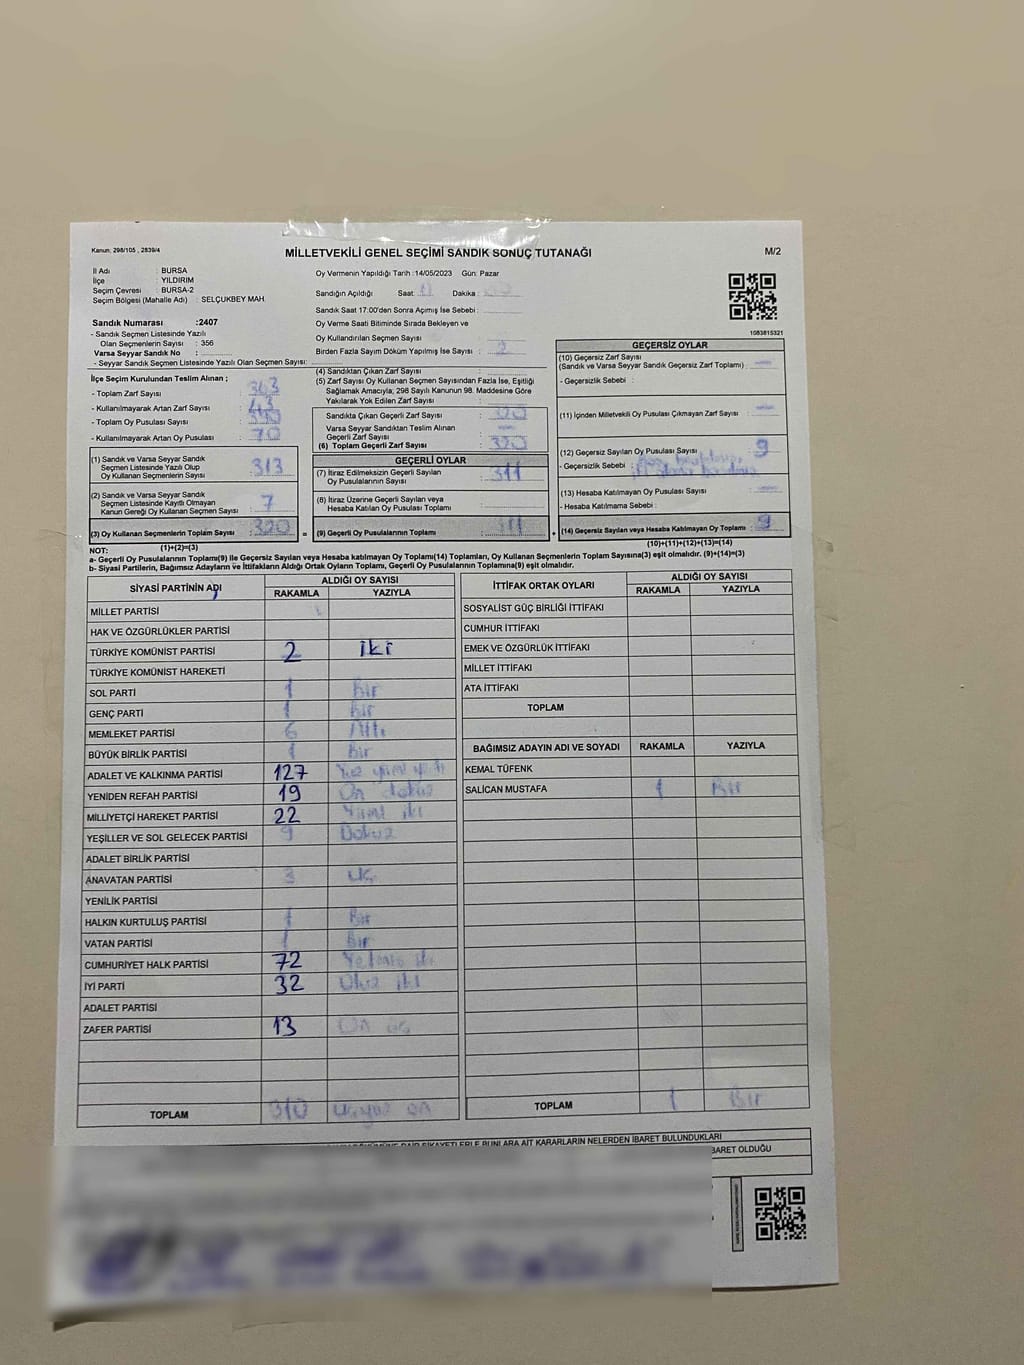 Kanun: 298/105 , 2839/4
MİLLETVEKİLİ GENEL SEÇİMİ SANDIK SONUÇ TUTANAĞI
M/2
İl Adı : BURSA
İlçe : YILDIRIM
Seçim Çevresi : BURSA-2
Seçim Bölgesi (Mahalle Adı) : SELÇUKBEY MAH
Sandık Numarası :2407
- Sandık Seçmen Listesinde Yazılı
Olan Seçmenlerin Sayısı : 356
Varsa Seyyar Sandık No :
- Seyyar Sandık Seçmen Listesinde Yazılı Olan Seçmen Sayısı:
Oy Vermenin Yapıldığı Tarih :14/05/2023 Gün: Pazar
Sandığın Açıldığı Saat: Dakika :
Sandık Saat 17:00'den Sonra Açımış İse Sebebi :
Oy Verme Saati Bitiminde Sırada Bekleyen ve
Oy Kullandırılan Seçmen Sayısı :
Birden Fazla Sayım Döküm Yapılmış İse Sayısı : 2
1083815321
İlçe Seçim Kurulundan Teslim Alınan ;
- Toplam Zarf Sayısı : 363
- Kullanılmayarak Artan Zarf Sayısı : 43
- Toplam Oy Pusulası Sayısı :
- Kullanılmayarak Artan Oy Pusulası : 70
(1) Sandık ve Varsa Seyyar Sandık
Seçmen Listesinde Yazılı Olup
Oy Kullanan Seçmenlerin Sayısı : 313
(2) Sandık ve Varsa Seyyar Sandık
Seçmen Listesinde Kayıtlı Olmayan
Kanun Gereği Oy Kullanan Seçmen Sayısı : 7
(3) Oy Kullanan Seçmenlerin Toplam Sayısı : 320
(1)+(2)=(3)
(4) Sandıktan Çıkan Zarf Sayısı :
(5) Zarf Sayısı Oy Kullanan Seçmen Sayısından Fazla İse, Eşitliği
Sağlamak Amacıyla, 298 Sayılı Kanunun 98. Maddesine Göre
Yakılarak Yok Edilen Zarf Sayısı :
Sandıkta Çıkan Geçerli Zarf Sayısı :
Varsa Seyyar Sandıktan Teslim Alınan
Geçerli Zarf Sayısı : —
(6) Toplam Geçerli Zarf Sayısı : 320
GEÇERLİ OYLAR
(7) İtiraz Edilmeksizin Geçerli Sayılan
Oy Pusulalarının Sayısı : 311
(8) İtiraz Üzerine Geçerli Sayılan veya
Hesaba Katılan Oy Pusulası Toplamı :
= (9) Geçerli Oy Pusulalarının Toplamı : 311
GEÇERSİZ OYLAR
(10) Geçersiz Zarf Sayısı
(Sandık ve Varsa Seyyar Sandık Geçersiz Zarf Toplamı) : —
- Geçersizlik Sebebi :
(11) İçinden Milletvekili Oy Pusulası Çıkmayan Zarf Sayısı : —
(12) Geçersiz Sayılan Oy Pusulası Sayısı : 9
- Geçersizlik Sebebi :
(13) Hesaba Katılmayan Oy Pusulası Sayısı : —
- Hesaba Katılmama Sebebi :
+ (14) Geçersiz Sayılan veya Hesaba Katılmayan Oy Toplamı : 9
(10)+(11)+(12)+(13)=(14)
NOT:
a- Geçerli Oy Pusulalarının Toplamı(9) ile Geçersiz Sayılan veya Hesaba katılmayan Oy Toplamı(14) Toplamları, Oy Kullanan Seçmenlerin Toplam Sayısına(3) eşit olmalıdır. (9)+(14)=(3)
b- Siyasi Partilerin, Bağımsız Adayların ve İttifakların Aldığı Ortak Oyların Toplamı, Geçerli Oy Pusulalarının Toplamına(9) eşit olmalıdır.
SİYASİ PARTİNİN ADI ALDIĞI OY SAYISI
RAKAMLA YAZIYLA
MİLLET PARTİSİ
HAK VE ÖZGÜRLÜKLER PARTİSİ
TÜRKİYE KOMÜNİST PARTİSİ 2 iki
TÜRKİYE KOMÜNİST HAREKETİ
SOL PARTİ 1 Bir
GENÇ PARTİ 1 Bir
MEMLEKET PARTİSİ 6 Altı
BÜYÜK BİRLİK PARTİSİ 1 Bir
ADALET VE KALKINMA PARTİSİ 127
YENİDEN REFAH PARTİSİ 19 On dokuz
MİLLİYETÇİ HAREKET PARTİSİ 22 Yirmi iki
YEŞİLLER VE SOL GELECEK PARTİSİ 9 Dokuz
ADALET BİRLİK PARTİSİ
ANAVATAN PARTİSİ 3 Üç
YENİLİK PARTİSİ
HALKIN KURTULUŞ PARTİSİ 1 Bir
VATAN PARTİSİ 1 Bir
CUMHURİYET HALK PARTİSİ 72 Yetmiş iki
İYİ PARTİ 32 Otuz iki
ADALET PARTİSİ
ZAFER PARTİSİ 13 On üç
TOPLAM 310 Üçyüz on
İTTİFAK ORTAK OYLARI ALDIĞI OY SAYISI
RAKAMLA YAZIYLA
SOSYALİST GÜÇ BİRLİĞİ İTTİFAKI
CUMHUR İTTİFAKI
EMEK VE ÖZGÜRLÜK İTTİFAKI
MİLLET İTTİFAKI
ATA İTTİFAKI
TOPLAM
BAĞIMSIZ ADAYIN ADI VE SOYADI RAKAMLA YAZIYLA
KEMAL TÜFENK
SALİCAN MUSTAFA 1 Bir
TOPLAM 1 Bir
ŞİKAYETLERLE BUNLARA AİT KARARLARIN NELERDEN İBARET BULUNDUKLARI
İBARET OLDUĞU